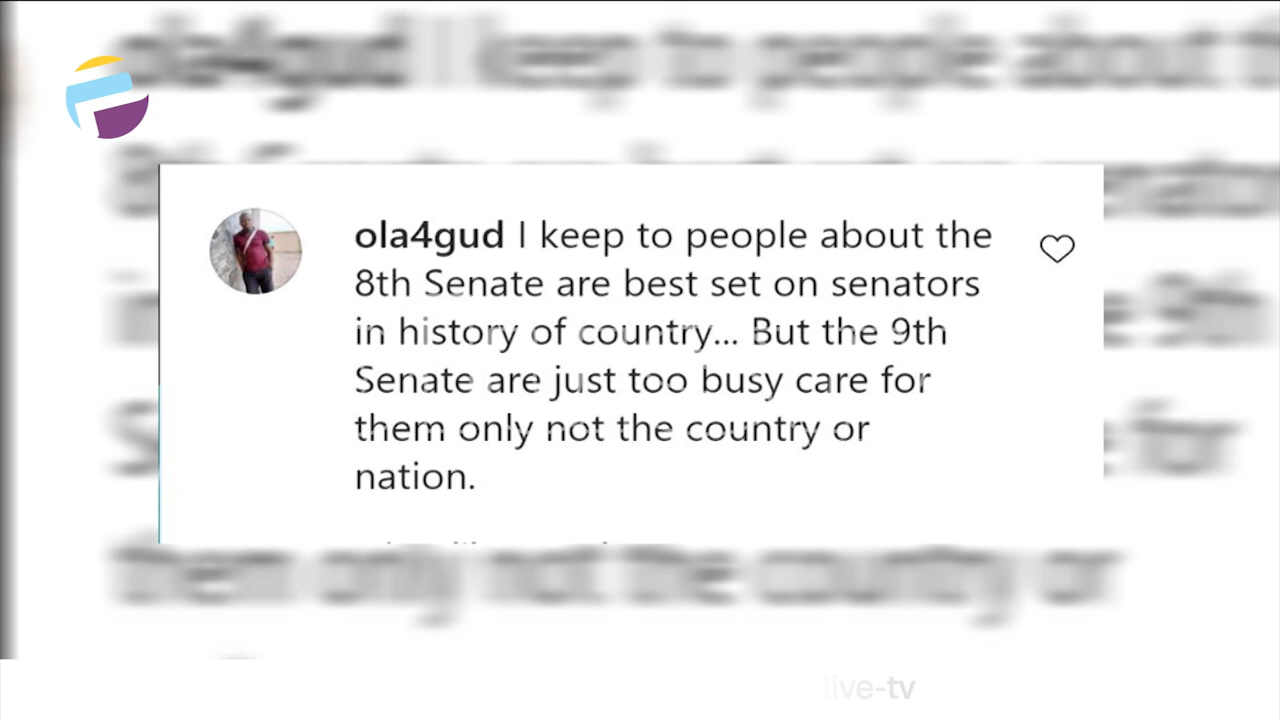 ola4gud I keep to people about the
8th Senate are best set on senators
in history of country... But the 9th
Senate are just too busy care for
them only not the country or
nation.
live-tv